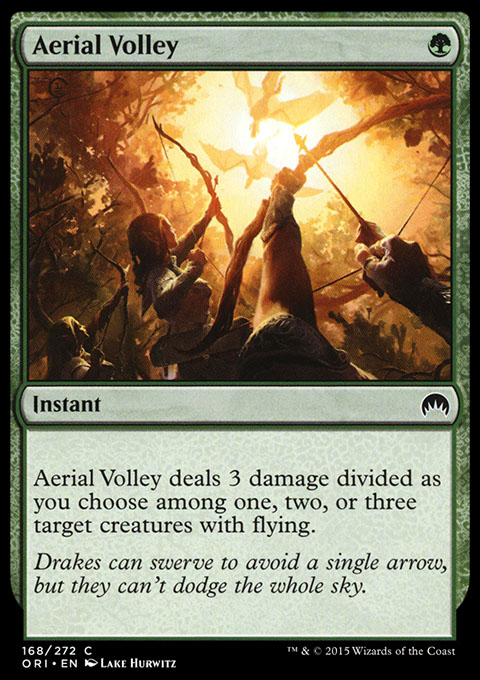 Aerial Volley
Instant
Aerial Volley deals 3 damage divided as
you choose among one, two, or three
target creatures with flying.
Drakes can swerve to avoid a single arrow,
but they can't dodge the whole sky.
168/272 C
ORI • EN Lake Hurwitz
™ & © 2015 Wizards of the Coast